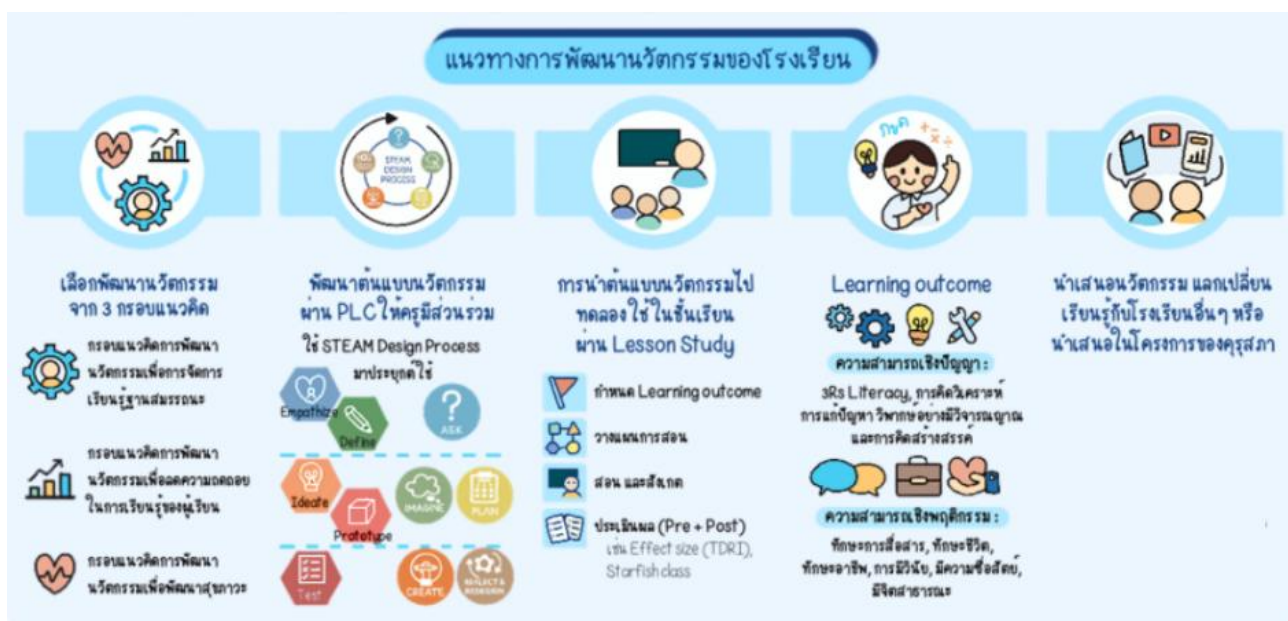 แนวทางการพัฒนานวัตกรรมของโรงเรียน
STEAM
DESIGN
PROCESS
กขค
เลือกพัฒนานวัตกรรม
จาก 3 กรอบแนวคิด
กรอบแนวคิดการพัฒนา
นวัตกรรมเพื่อการจัดการ
เรียนรู้ฐานสมรรถนะ
กรอบแนวคิดการพัฒนา
นวัตกรรมเพื่อลดความถดถอย
ในการเรียนรู้ของผู้เรียน
กรอบแนวคิดการพัฒนา
นวัตกรรมเพื่อพัฒนาสุขภาวะ
พัฒนาต้นแบบนวัตกรรม
ผ่าน PLC ให้ครูมีส่วนร่วม
ใช้ STEAM Design Process
มาประยุกต์ใช้
Empathize
Define
ASK
Ideate
Prototype
IMAGINE
PLAN
Test
CREATE
REFLECT &
REDESIGN
การนำต้นแบบนวัตกรรมไป
ทดลองใช้ในชั้นเรียน
ผ่าน Lesson Study
กำหนด Learning outcome
วางแผนการสอน
สอน และสังเกต
ประเมินผล (Pre + Post)
เช่น Effect size (TDRI),
Starfish class
Learning outcome
ความสามารถเชิงปัญญา :
3Rs Literacy, การคิดวิเคราะห์
การแก้ปัญหา วิพากษ์อย่างมีวิจารณญาณ
และการคิดสร้างสรรค์
ความสามารถเชิงพฤติกรรม :
ทักษะการสื่อสาร, ทักษะชีวิต,
ทักษะอาชีพ, การมีวินัย, มีความซื่อสัตย์,
มีจิตสาธารณะ
นำเสนอนวัตกรรม แลกเปลี่ยน
เรียนรู้กับโรงเรียนอื่นๆ หรือ
นำเสนอในโครงการของคุรุสภา